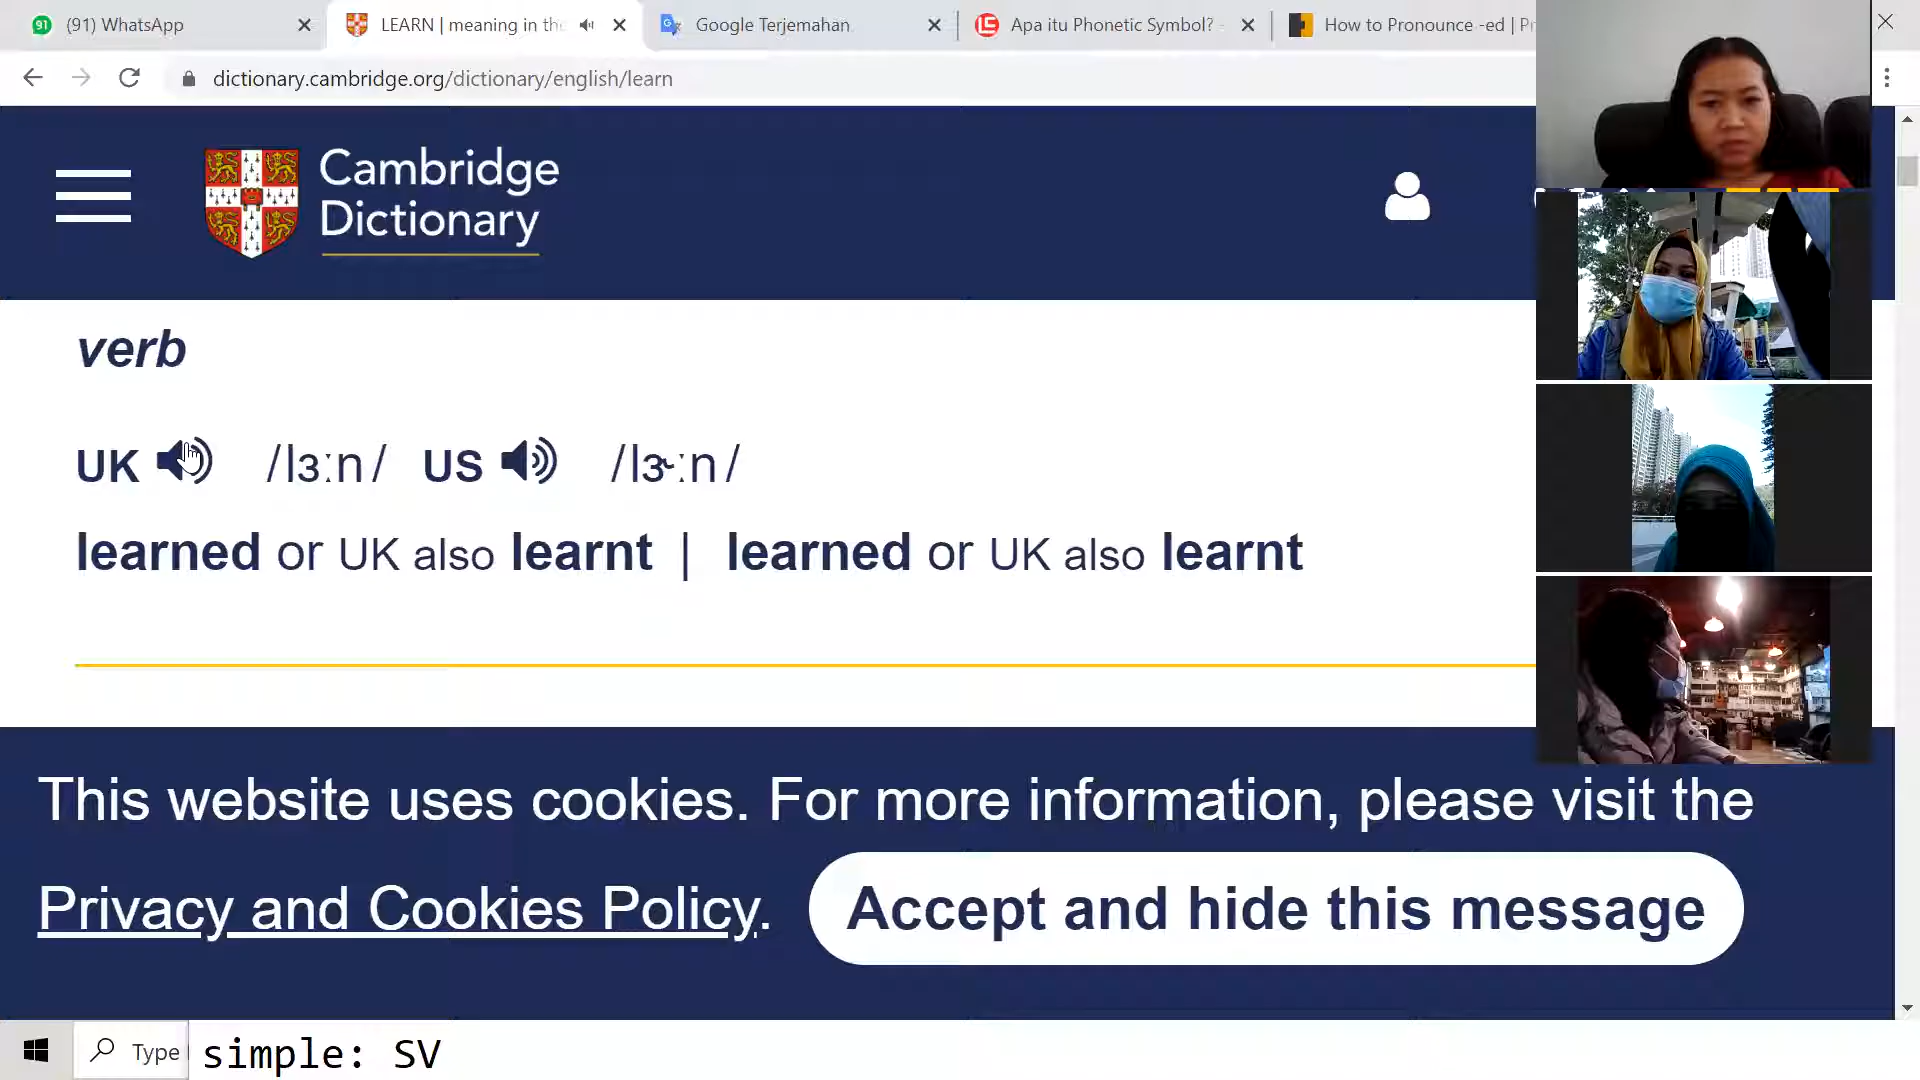 (91) WhatsApp
LEARN | meaning in the
Google Terjemahan
Apa itu Phonetic Symbol?
How to Pronounce -ed | P
dictionary.cambridge.org/dictionary/english/learn
Cambridge
Dictionary
verb
UK /lɜːn/ US /lɝːn/
learned or UK also learnt | learned or UK also learnt
This website uses cookies. For more information, please visit the
Privacy and Cookies Policy. Accept and hide this message
Type simple: SV